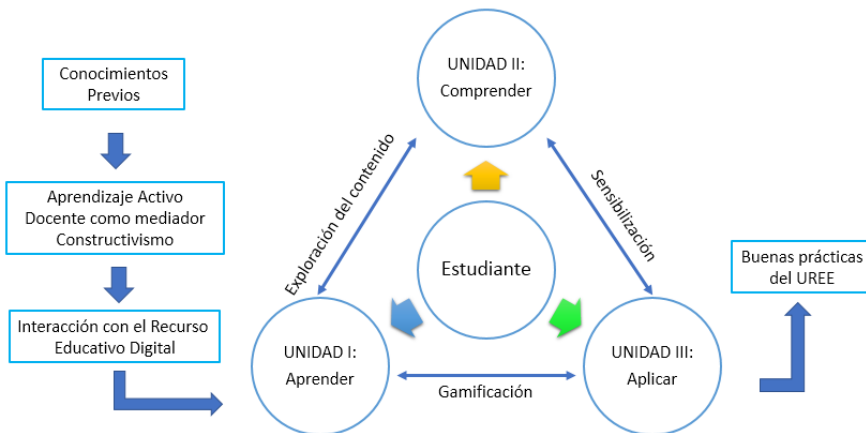 Conocimientos
Previos
Aprendizaje Activo
Docente como mediador
Constructivismo
Interacción con el Recurso
Educativo Digital
UNIDAD II:
Comprender
Exploración del contenido
Sensibilización
Estudiante
UNIDAD I:
Aprender
Gamificación
UNIDAD III:
Aplicar
Buenas prácticas
del UREE